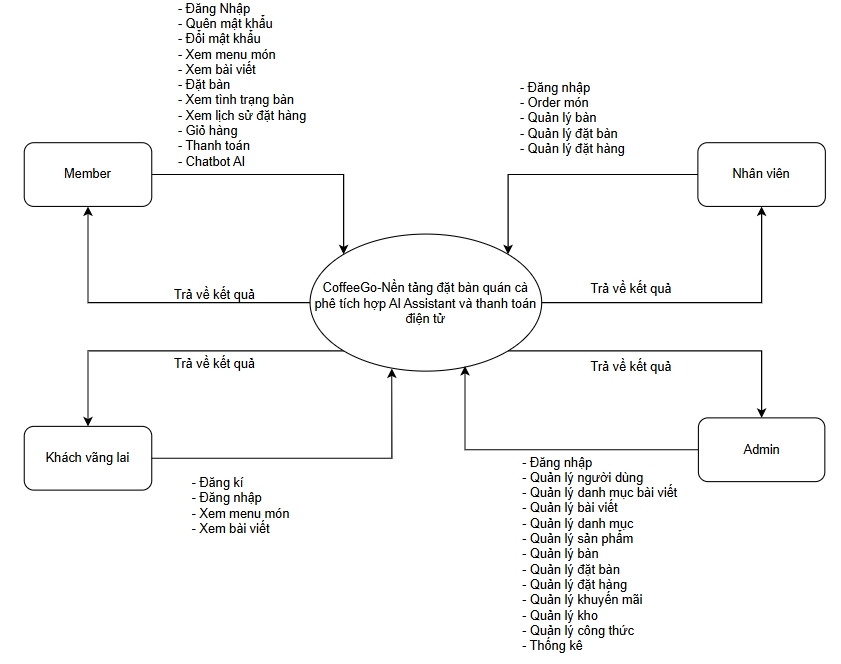 - Đăng Nhập
- Quên mật khẩu
- Đổi mật khẩu
- Xem menu món
- Xem bài viết
- Đặt bàn
- Xem tình trạng bàn
- Xem lịch sử đặt hàng
- Giỏ hàng
- Thanh toán
- Chatbot AI
- Đăng nhập
- Order món
- Quản lý bàn
- Quản lý đặt bàn
- Quản lý đặt hàng
Member
Nhân viên
CoffeeGo-Nền tảng đặt bàn quán cà
phê tích hợp AI Assistant và thanh toán
điện tử
Trả về kết quả
Trả về kết quả
Trả về kết quả
Trả về kết quả
Khách vãng lai
Admin
- Đăng kí
- Đăng nhập
- Xem menu món
- Xem bài viết
- Đăng nhập
- Quản lý người dùng
- Quản lý danh mục bài viết
- Quản lý bài viết
- Quản lý danh mục
- Quản lý sản phẩm
- Quản lý bàn
- Quản lý đặt bàn
- Quản lý đặt hàng
- Quản lý khuyến mãi
- Quản lý kho
- Quản lý công thức
- Thống kê